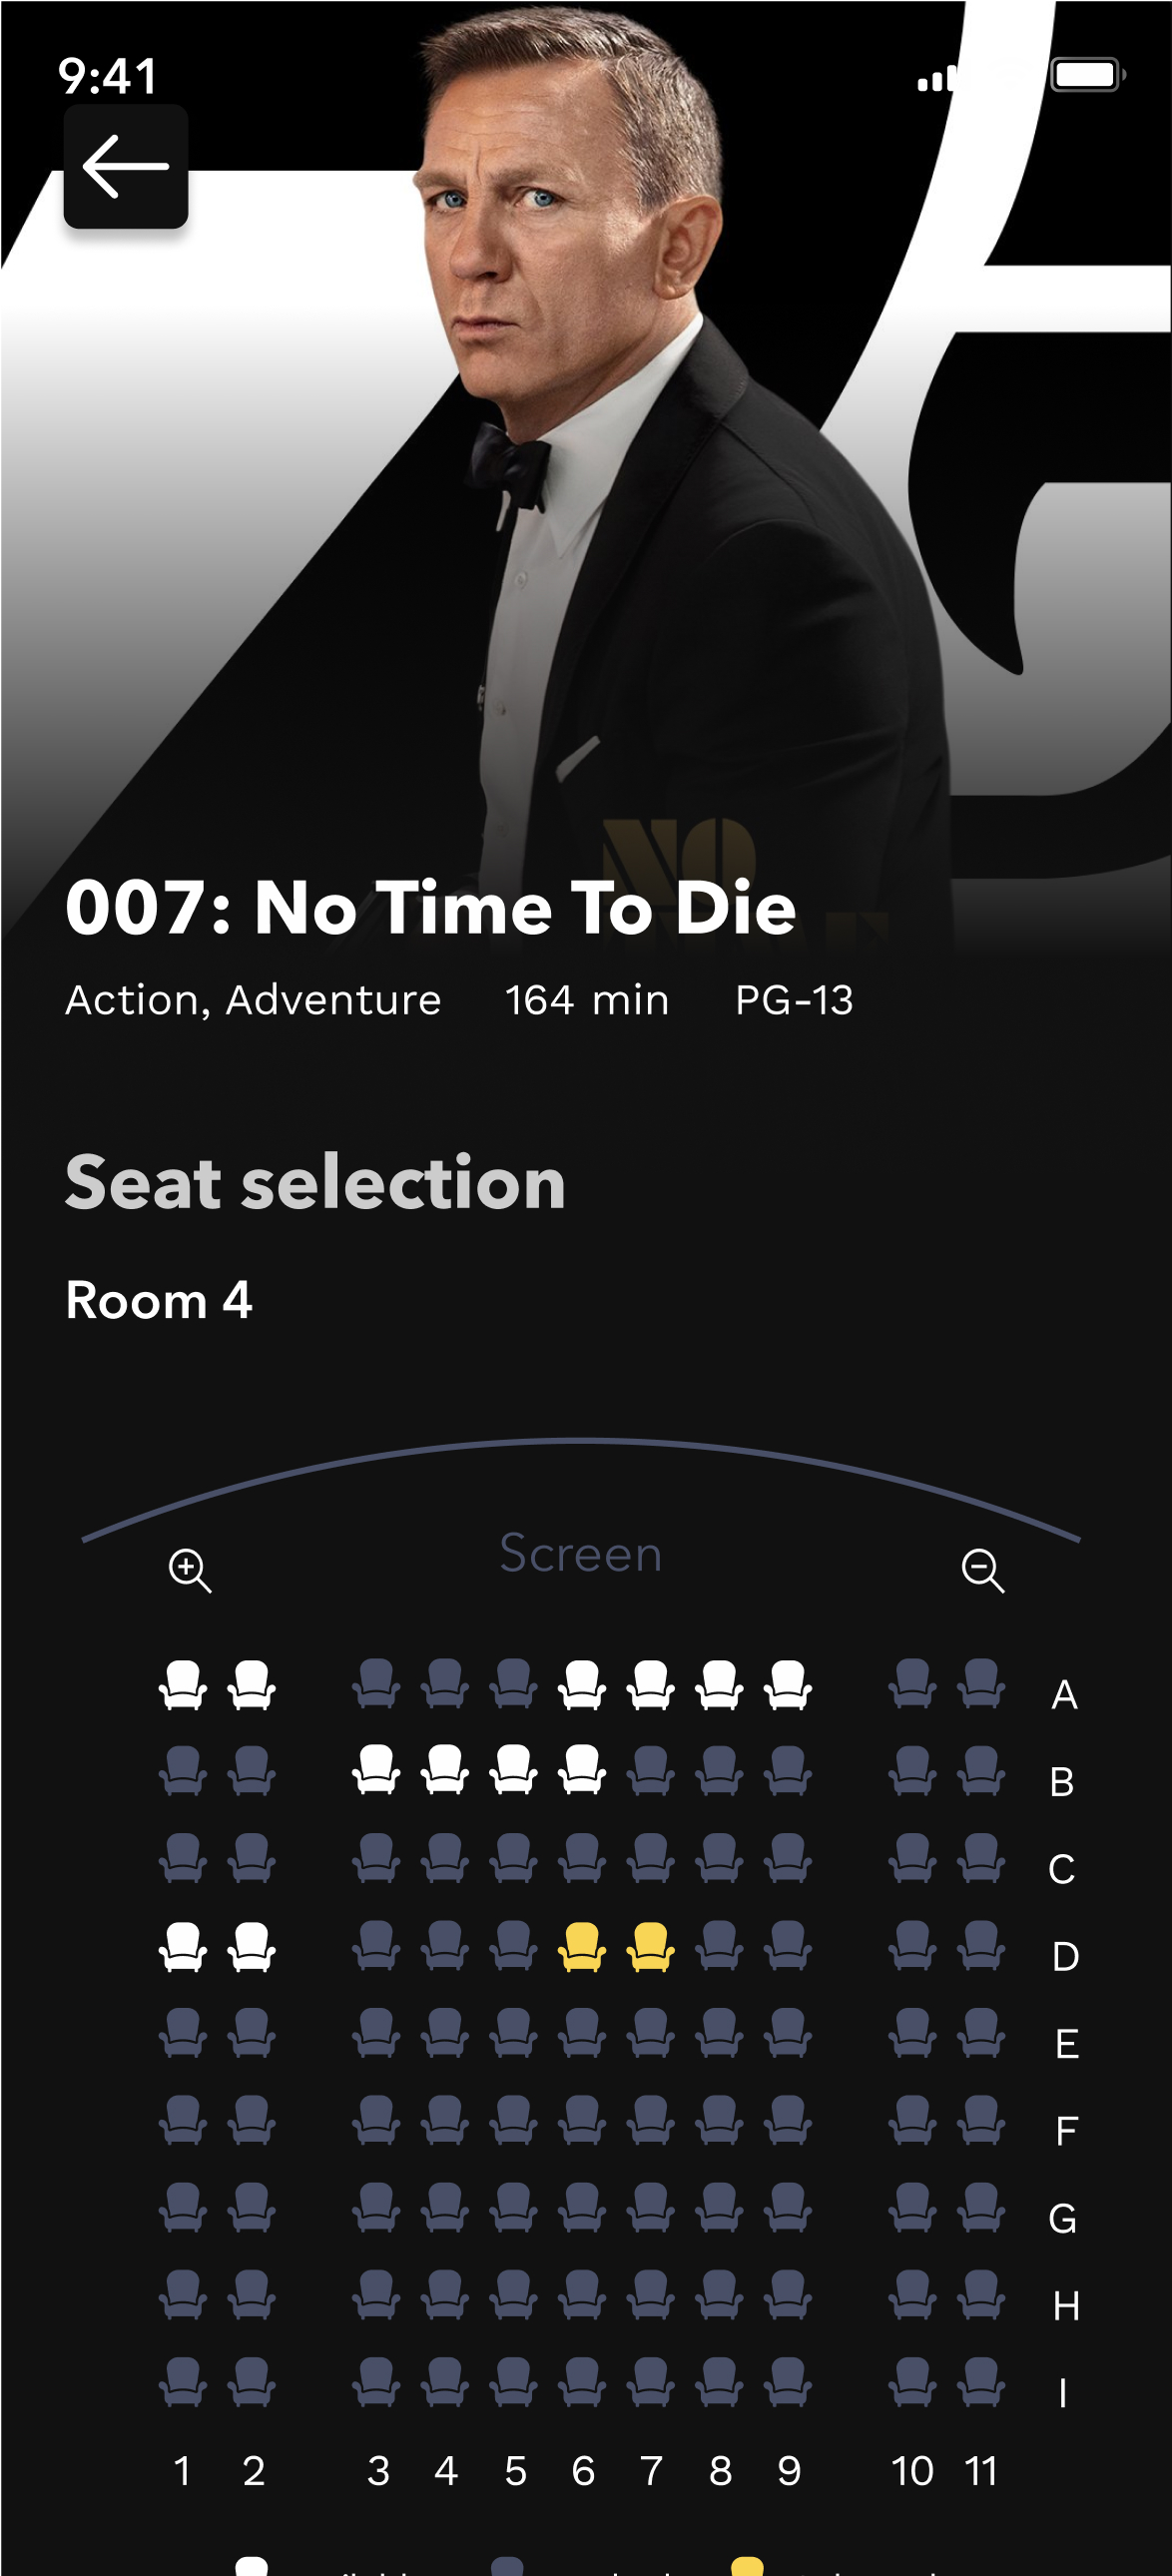 9:41
NO
007: No Time To Die
Action, Adventure 164 min PG-13
Seat selection
Room 4
Screen
A
B
C
D
E
F
G
H
I
1 2 3 4 5 6 7 8 9 10 11